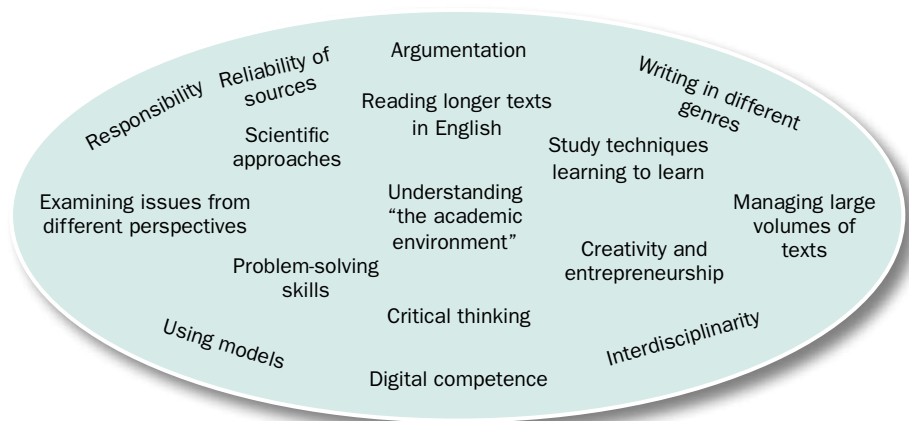 Argumentation
Reliability of
sources
Responsibility
Writing in different
genres
Reading longer texts
in English
Scientific
approaches
Study techniques
learning to learn
Examining issues from
different perspectives
Understanding
“the academic
environment”
Managing large
volumes of
texts
Creativity and
entrepreneurship
Problem-solving
skills
Critical thinking
Using models
Interdisciplinarity
Digital competence